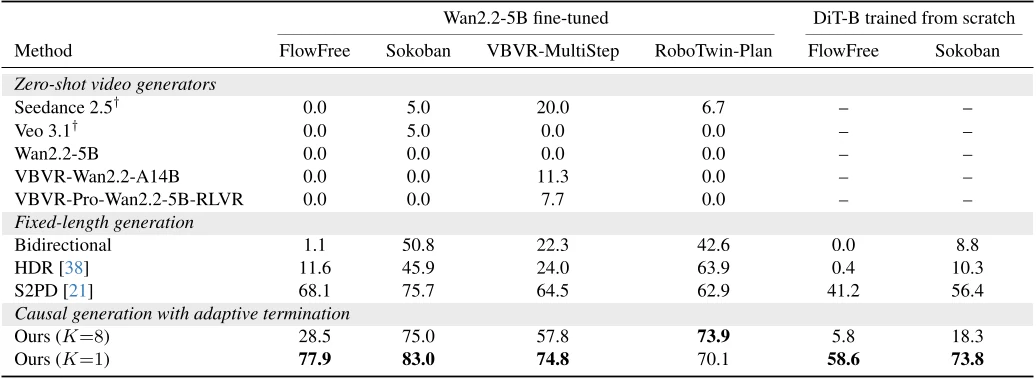 Wan2.2-5B fine-tuned DiT-B trained from scratch
Method FlowFree Sokoban VBVR-MultiStep RoboTwin-Plan FlowFree Sokoban
Zero-shot video generators
Seedance 2.5† 0.0 5.0 20.0 6.7 – –
Veo 3.1† 0.0 5.0 0.0 0.0 – –
Wan2.2-5B 0.0 0.0 0.0 0.0 – –
VBVR-Wan2.2-A14B 0.0 0.0 11.3 0.0 – –
VBVR-Pro-Wan2.2-5B-RLVR 0.0 0.0 7.7 0.0 – –
Fixed-length generation
Bidirectional 1.1 50.8 22.3 42.6 0.0 8.8
HDR [38] 11.6 45.9 24.0 63.9 0.4 10.3
S2PD [21] 68.1 75.7 64.5 62.9 41.2 56.4
Causal generation with adaptive termination
Ours (K=8) 28.5 75.0 57.8 73.9 5.8 18.3
Ours (K=1) 77.9 83.0 74.8 70.1 58.6 73.8